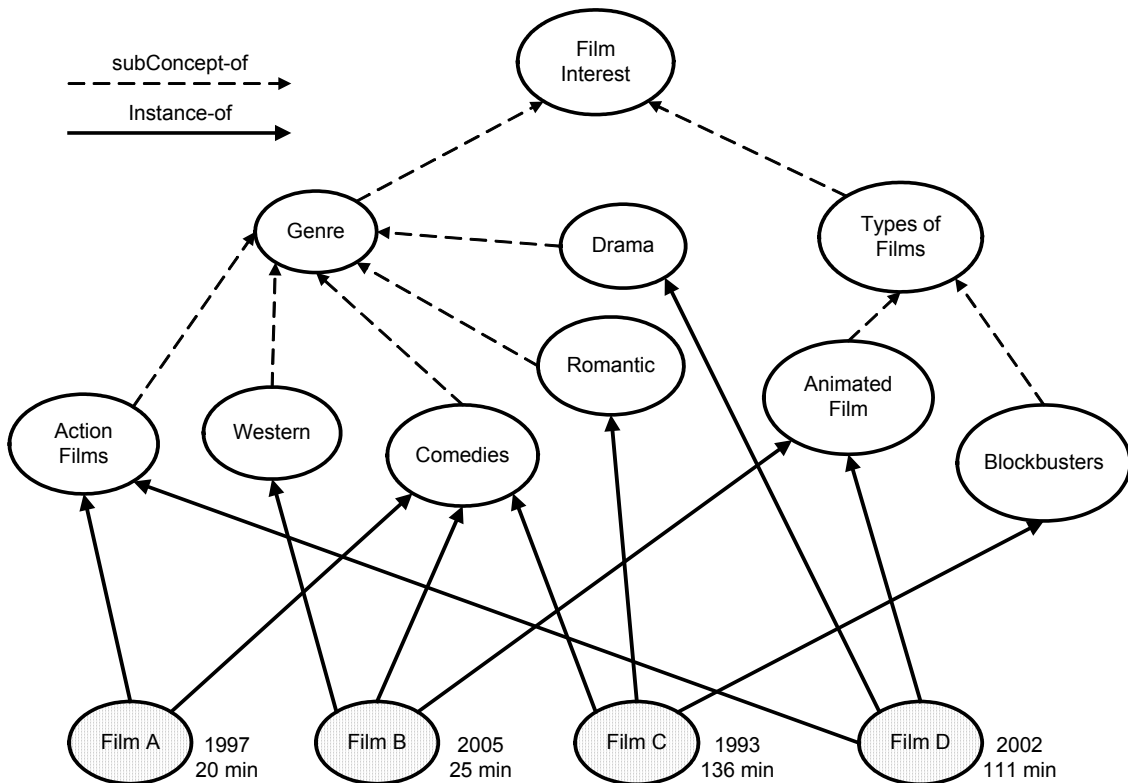 subConcept-of
Instance-of
Film
Interest
Genre
Drama
Types of
Films
Romantic
Animated
Film
Action
Films
Western
Comedies
Blockbusters
Film A
1997
20 min
Film B
2005
25 min
Film C
1993
136 min
Film D
2002
111 min